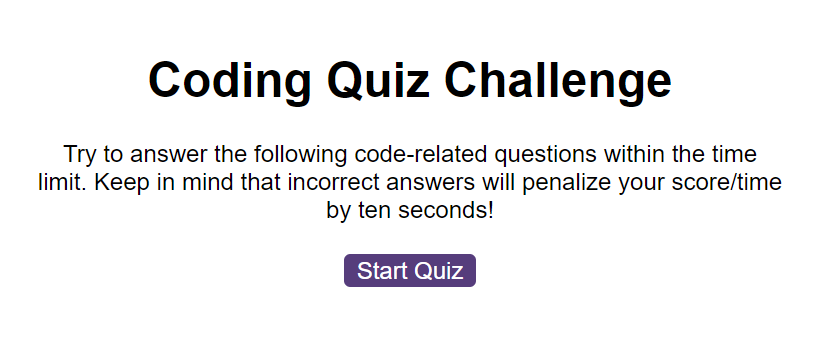 Coding Quiz Challenge
Try to answer the following code-related questions within the time
limit. Keep in mind that incorrect answers will penalize your score/time
by ten seconds!
Start Quiz